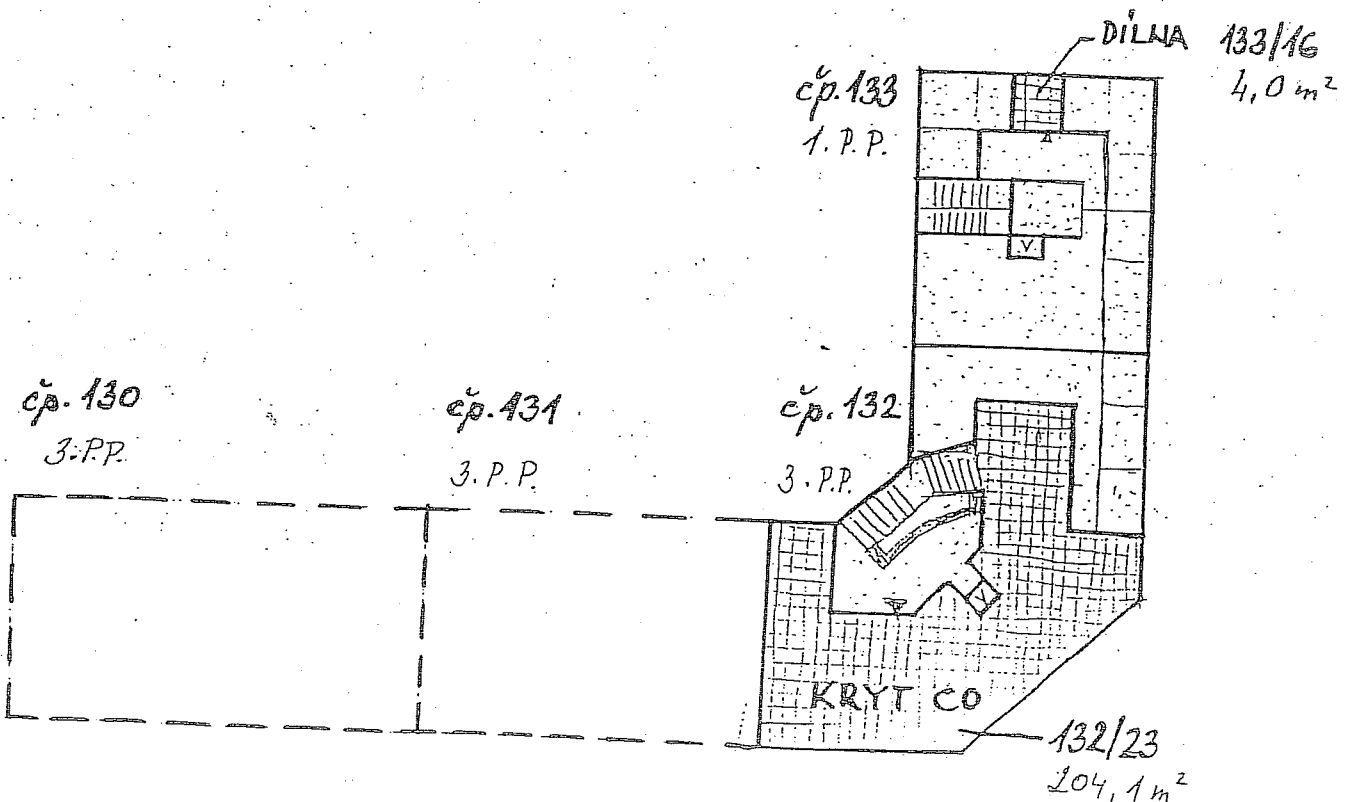 DÍLNA 133/16
4,0 m²
čp. 133
1. P. P.
čp. 130
3. P.P.
čp. 131
3. P. P.
čp. 132
3. P.P.
V
V
KRYT CO
132/23
204,1 m²